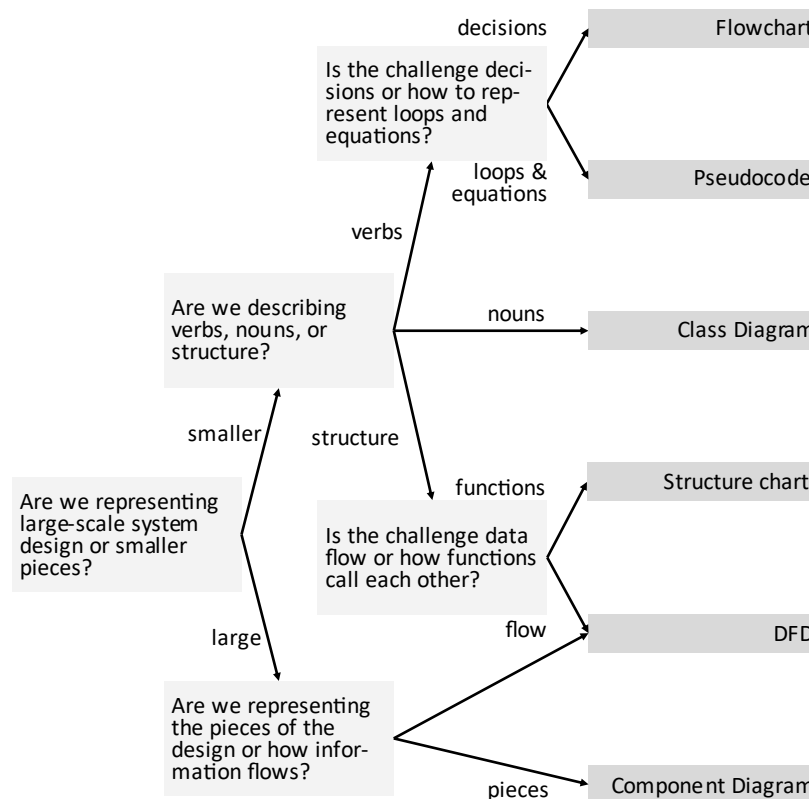 decisions
Flowchart
Is the challenge deci-
sions or how to rep-
resent loops and
equations?
loops &
equations
Pseudocode
verbs
Are we describing
verbs, nouns, or
structure?
nouns
Class Diagram
smaller
structure
functions
Structure chart
Are we representing
large-scale system
design or smaller
pieces?
Is the challenge data
flow or how functions
call each other?
large
flow
DFD
Are we representing
the pieces of the
design or how infor-
mation flows?
pieces
Component Diagram